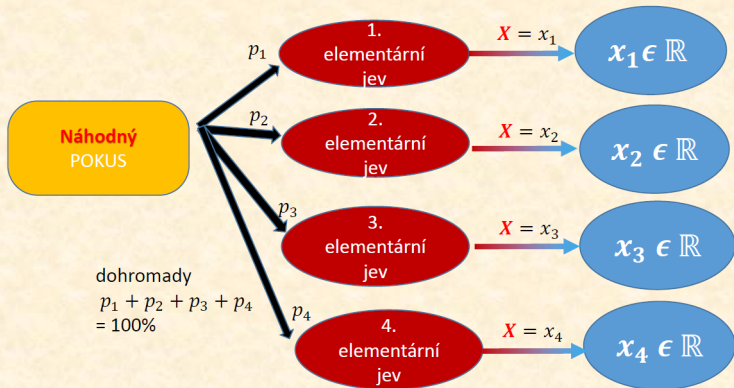 Náhodný
POKUS
p₁
1.
elementární
jev
X = x₁
x₁ ϵ ℝ
p₂
2.
elementární
jev
X = x₂
x₂ ϵ ℝ
p₃
3.
elementární
jev
X = x₃
x₃ ϵ ℝ
p₄
4.
elementární
jev
X = x₄
x₄ ϵ ℝ
dohromady
p₁ + p₂ + p₃ + p₄
= 100%